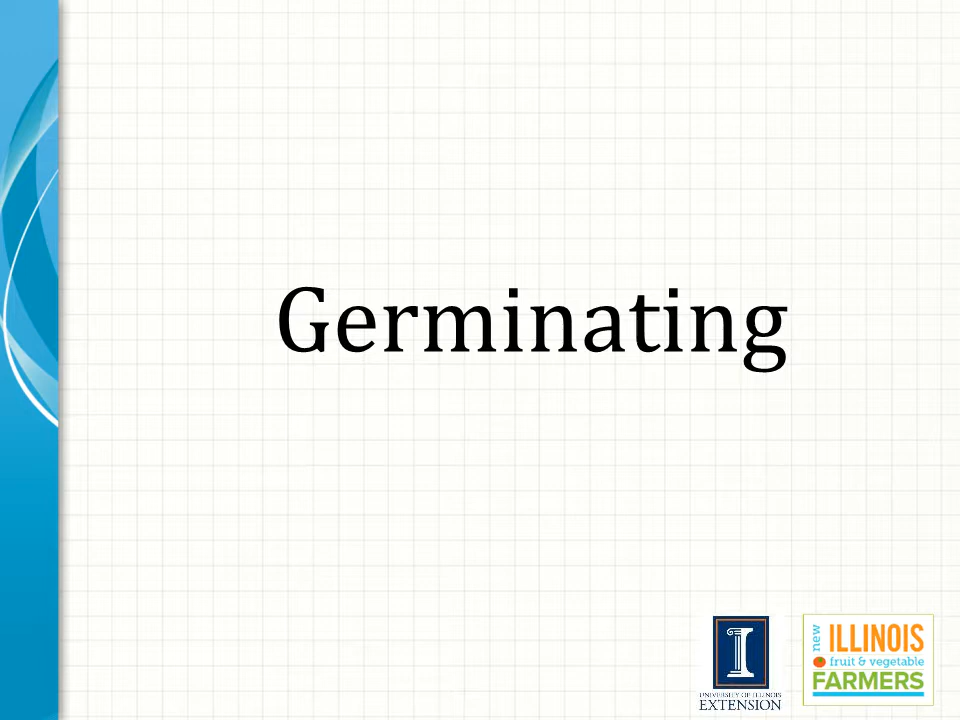 Germinating
UNIVERSITY OF ILLINOIS
EXTENSION
new
ILLINOIS
fruit & vegetable
FARMERS